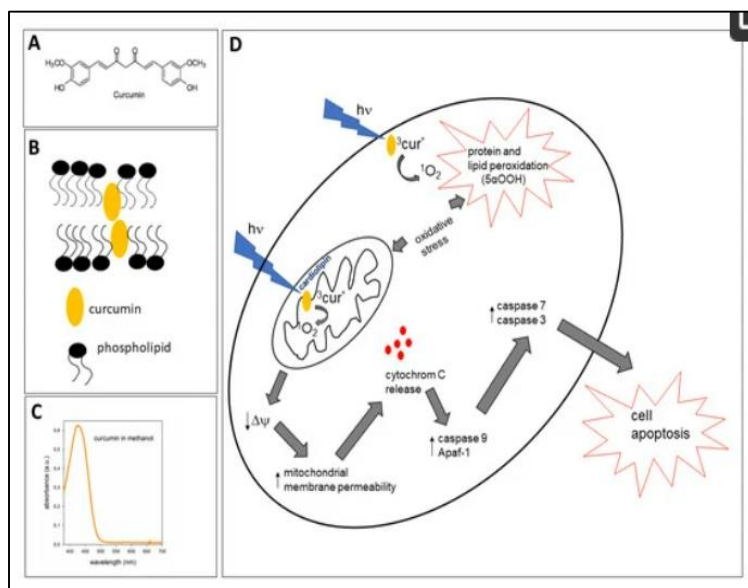 A
H₃CO
O
O
OCH₃
HO
OH
Curcumin
B
curcumin
phospholipid
C
curcumin in methanol
absorbance (a.u.)
wavelength (nm)
D
hν
³cur*
¹O₂
protein and
lipid peroxidation
(5αOOH)
oxidative
stress
hν
cardiolipin
³cur*
¹O₂
↓Δψ
↑ mitochondrial
membrane permeability
cytochrom C
release
↑ caspase 9
Apaf-1
↑ caspase 7
caspase 3
cell
apoptosis